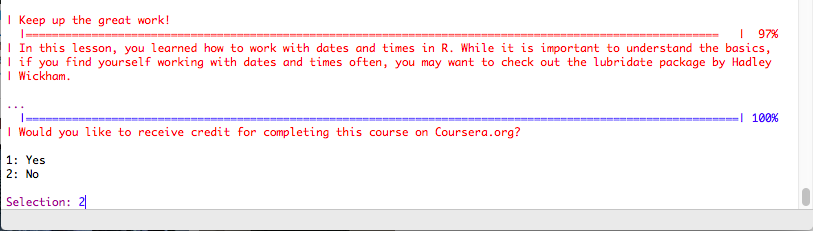 | Keep up the great work!
|=========================================================================================================   |  97%
| In this lesson, you learned how to work with dates and times in R. While it is important to understand the basics,
| if you find yourself working with dates and times often, you may want to check out the lubridate package by Hadley
| Wickham.
...
|============================================================================================================| 100%
| Would you like to receive credit for completing this course on Coursera.org?
1: Yes
2: No
Selection: 2